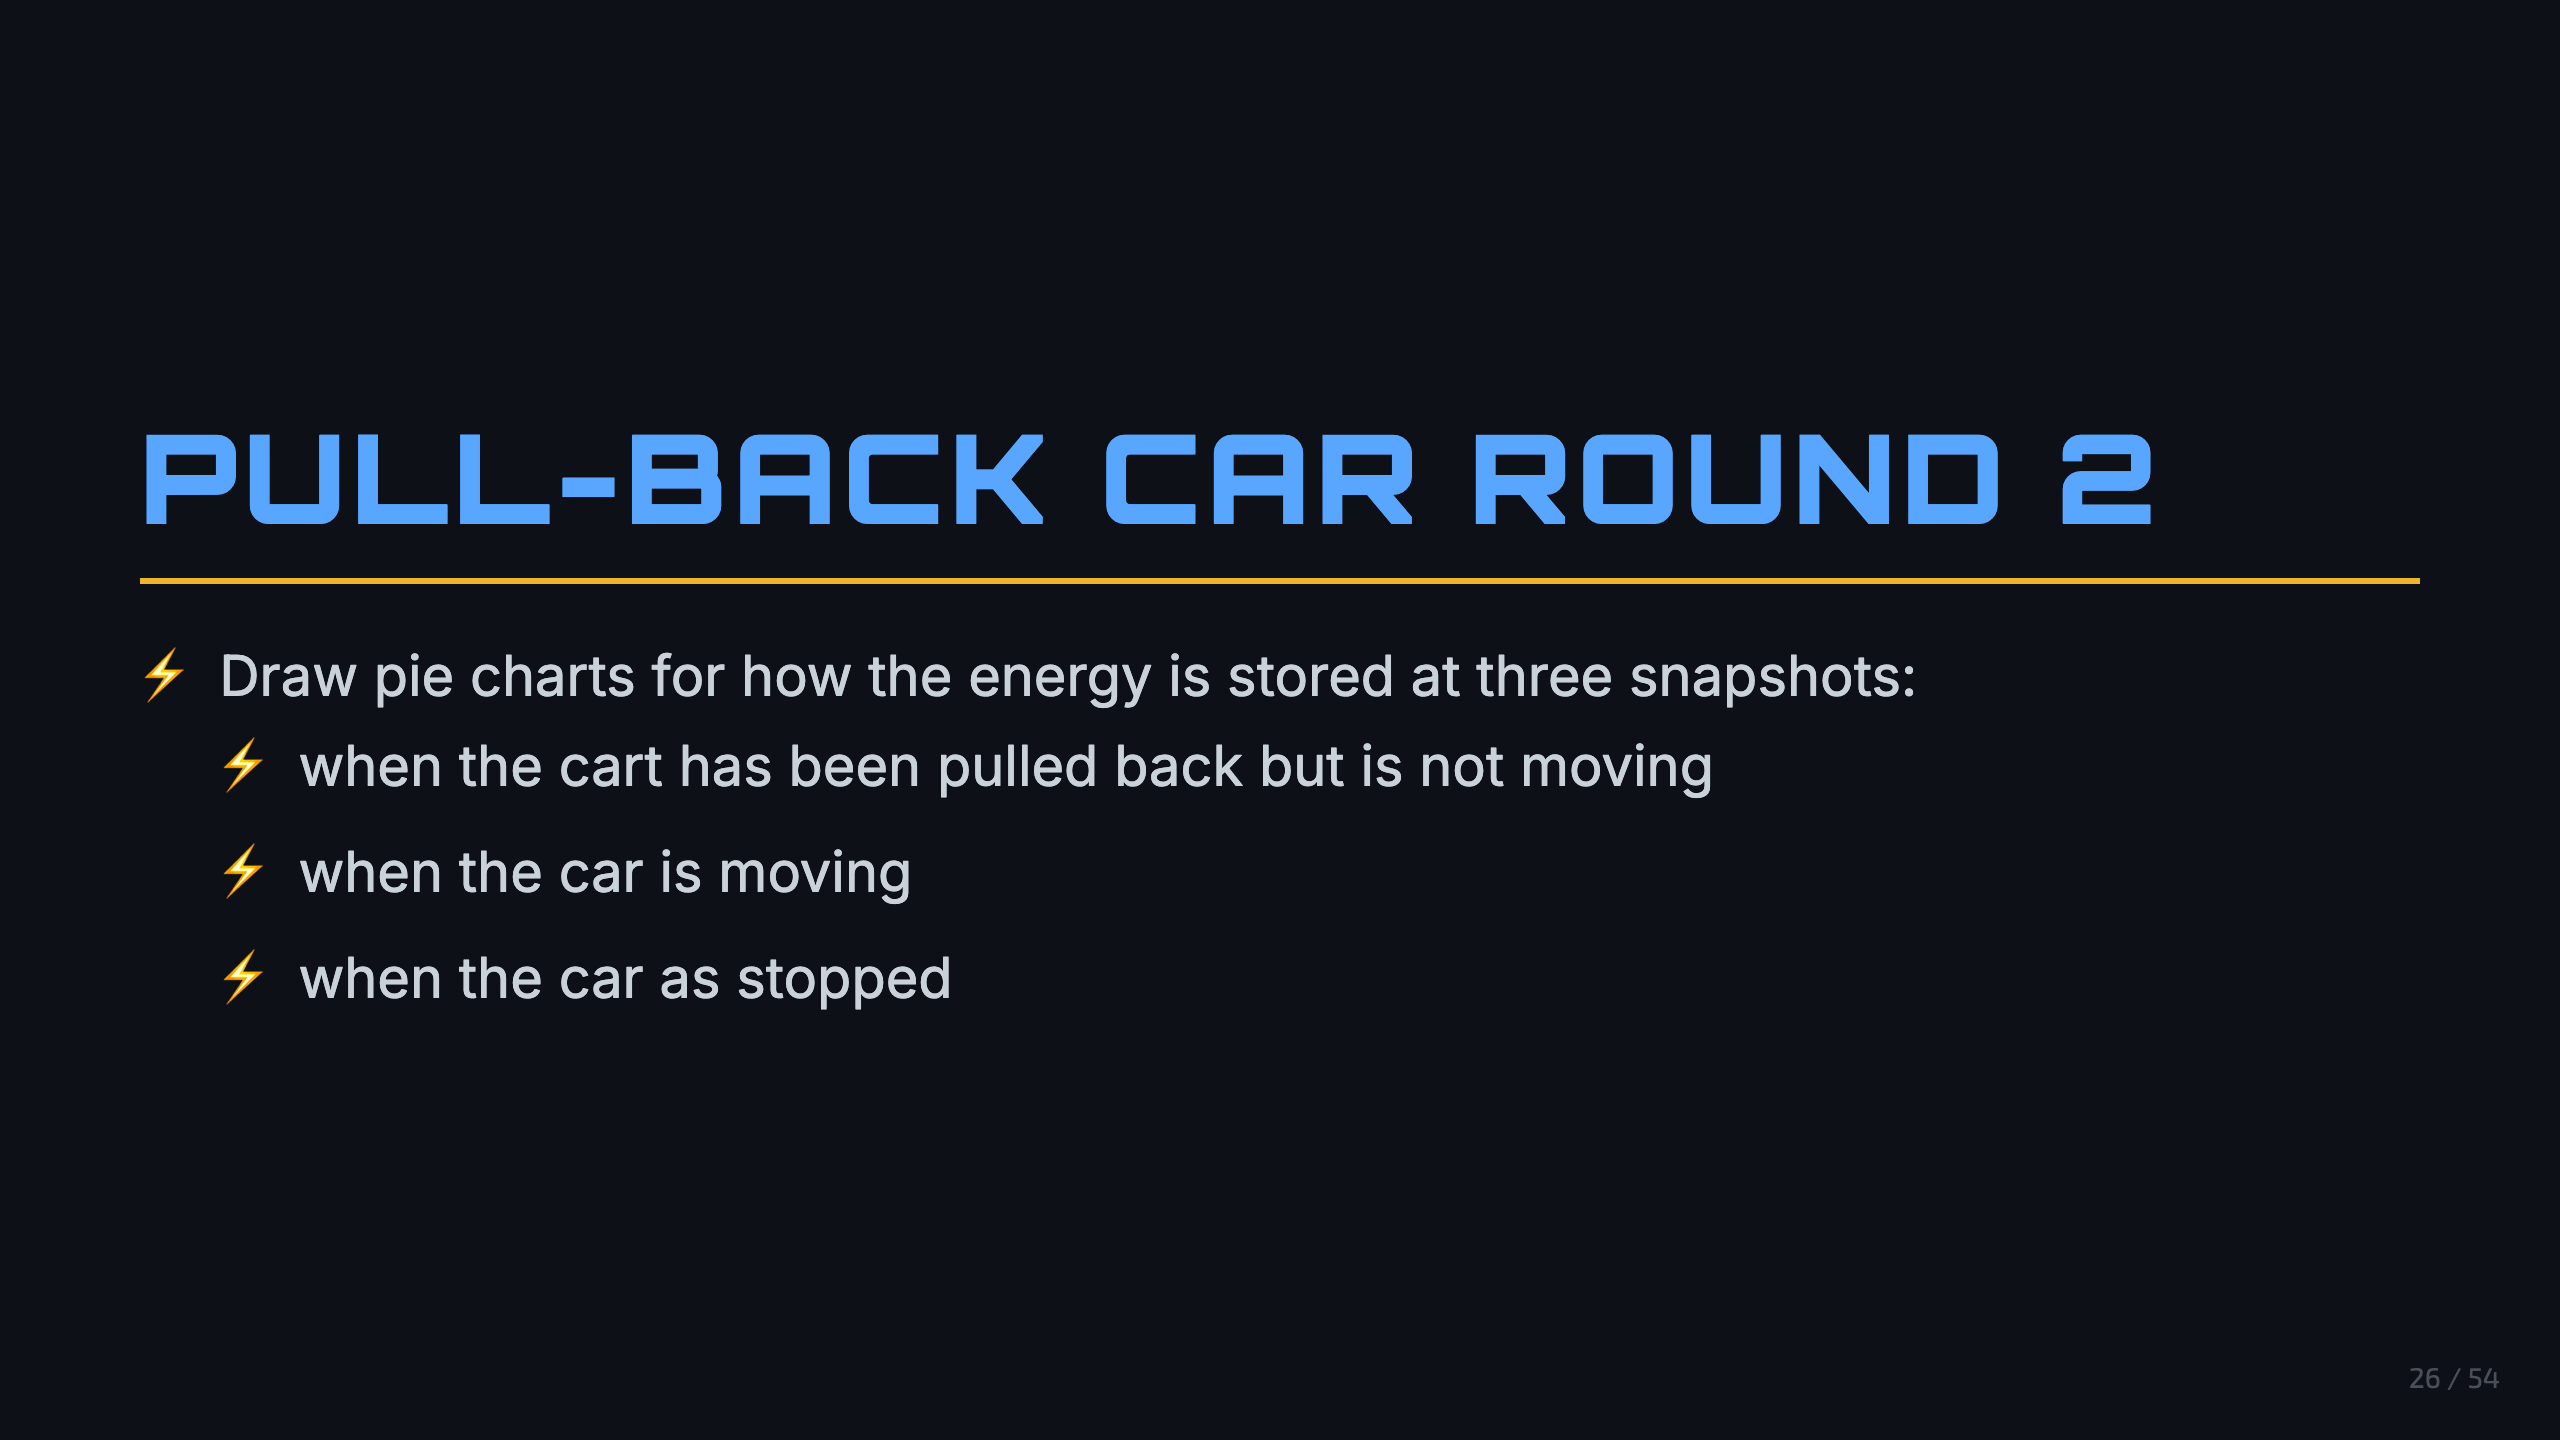 PULL-BACK CAR ROUND 2
⚡ Draw pie charts for how the energy is stored at three snapshots:
⚡ when the cart has been pulled back but is not moving
⚡ when the car is moving
⚡ when the car as stopped
26 / 54